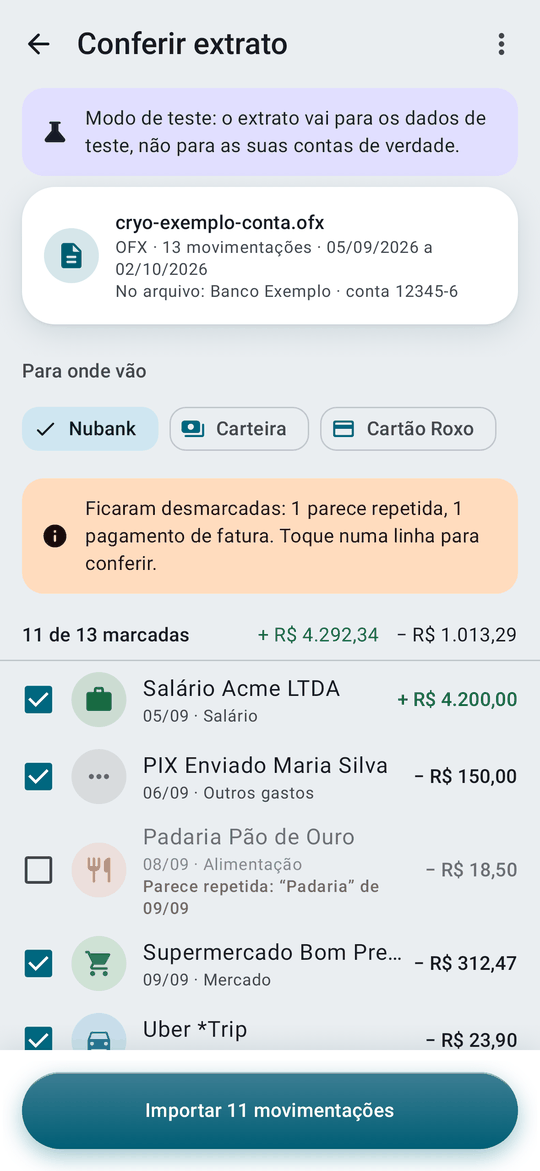 Conferir extrato
Modo de teste: o extrato vai para os dados de
teste, não para as suas contas de verdade.
cryo-exemplo-conta.ofx
OFX · 13 movimentações · 05/09/2026 a
02/10/2026
No arquivo: Banco Exemplo · conta 12345-6
Para onde vão
Nubank
Carteira
Cartão Roxo
Ficaram desmarcadas: 1 parece repetida, 1
pagamento de fatura. Toque numa linha para
conferir.
11 de 13 marcadas + R$ 4.292,34 − R$ 1.013,29
Salário Acme LTDA
+ R$ 4.200,00
05/09 · Salário
PIX Enviado Maria Silva
− R$ 150,00
06/09 · Outros gastos
Padaria Pão de Ouro
08/09 · Alimentação
− R$ 18,50
Parece repetida: “Padaria” de
09/09
Supermercado Bom Pre…
− R$ 312,47
09/09 · Mercado
Uber *Trip
− R$ 23,90
Importar 11 movimentações